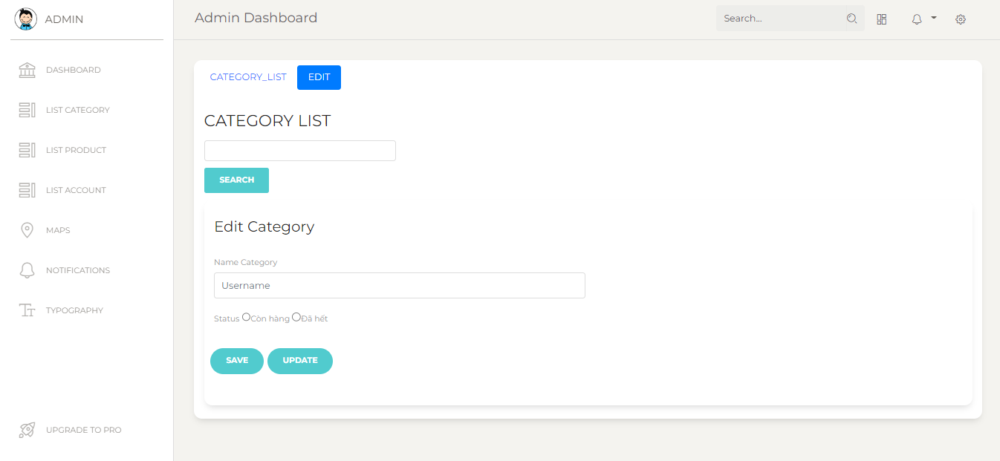 ADMIN
Admin Dashboard
Search...
DASHBOARD
LIST CATEGORY
LIST PRODUCT
LIST ACCOUNT
MAPS
NOTIFICATIONS
TYPOGRAPHY
UPGRADE TO PRO
CATEGORY_LIST EDIT
CATEGORY LIST
SEARCH
Edit Category
Name Category
Username
Status Còn hàng Đã hết
SAVE UPDATE